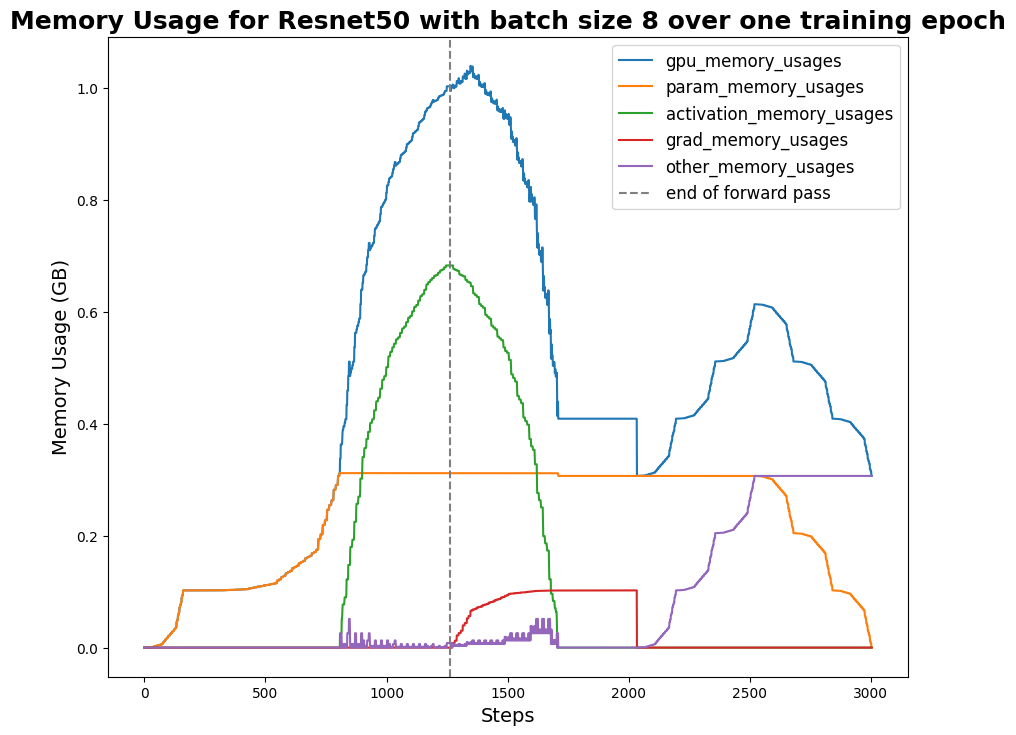 Memory Usage for Resnet50 with batch size 8 over one training epoch
gpu_memory_usages
param_memory_usages
activation_memory_usages
grad_memory_usages
other_memory_usages
end of forward pass
Memory Usage (GB)
1.0
0.8
0.6
0.4
0.2
0.0
0 500 1000 1500 2000 2500 3000
Steps